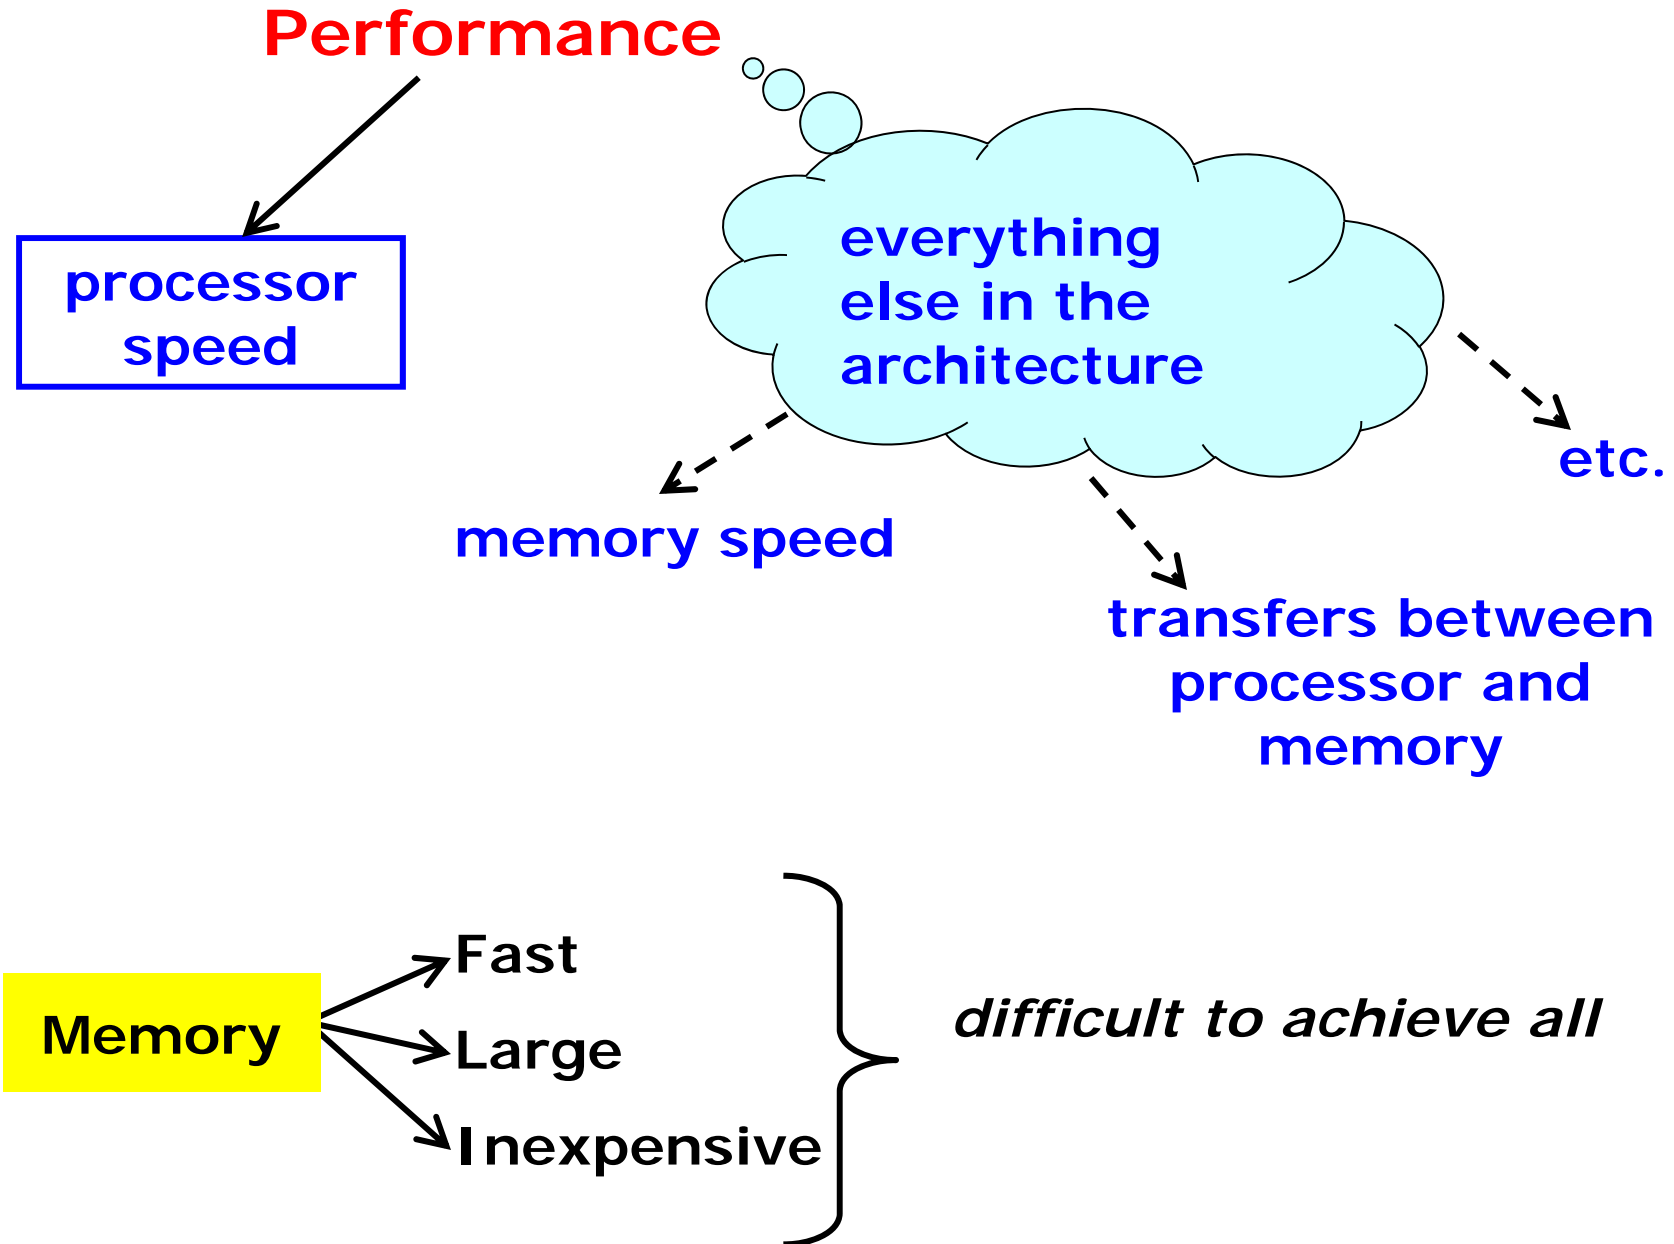 Performance
processor
speed
everything
else in the
architecture
etc.
memory speed
transfers between
processor and
memory
Memory
Fast
Large
Inexpensive
difficult to achieve all